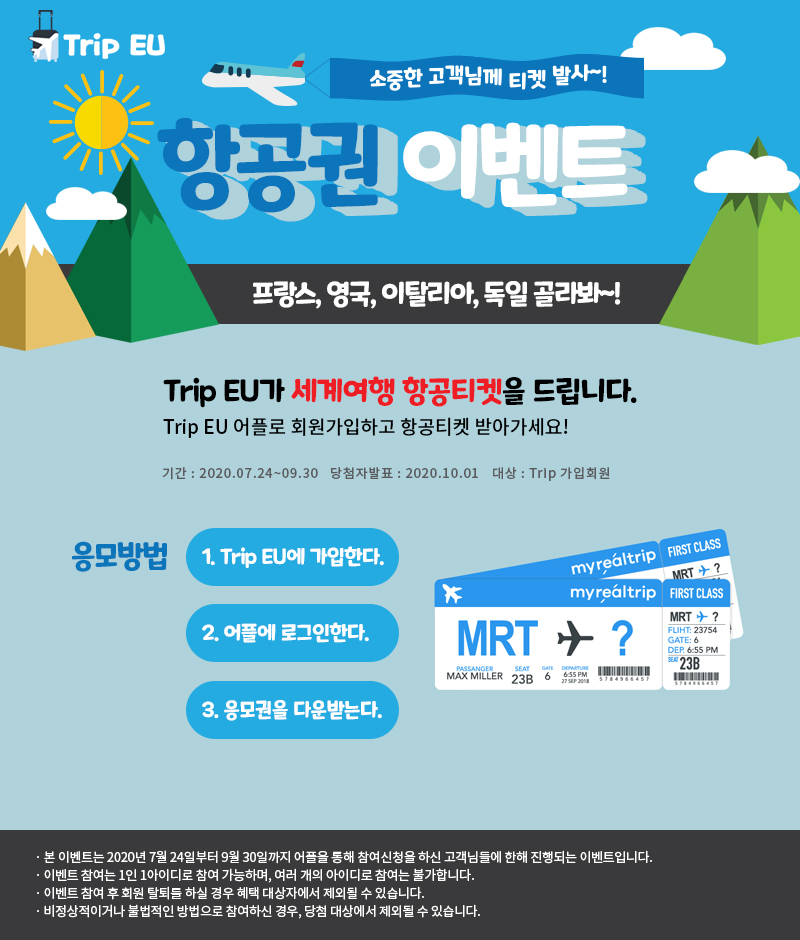 Trip EU
소중한 고객님께 티켓 발사~!
항공권 이벤트
프랑스, 영국, 이탈리아, 독일 골라봐~!
Trip EU가 세계여행 항공티켓을 드립니다.
Trip EU 어플로 회원가입하고 항공티켓 받아가세요!
기간 : 2020.07.24~09.30 당첨자발표 : 2020.10.01 대상 : Trip 가입회원
응모방법
1. Trip EU에 가입한다.
2. 어플에 로그인한다.
3. 응모권을 다운받는다.
myrealtrip FIRST CLASS
MRT ?
myrealtrip FIRST CLASS
MRT ? MRT ?
FLIHT: 23754
GATE: 6
DEP. 6:55 PM
SEAT 23B
PASSANGER SEAT GATE DEPARTURE
MAX MILLER 23B 6 6:55 PM
27 SEP 2018
5784966457 5784966457
· 본 이벤트는 2020년 7월 24일부터 9월 30일까지 어플을 통해 참여신청을 하신 고객님들에 한해 진행되는 이벤트입니다.
· 이벤트 참여는 1인 1아이디로 참여 가능하며, 여러 개의 아이디로 참여는 불가합니다.
· 이벤트 참여 후 회원 탈퇴를 하실 경우 혜택 대상자에서 제외될 수 있습니다.
· 비정상적이거나 불법적인 방법으로 참여하신 경우, 당첨 대상에서 제외될 수 있습니다.